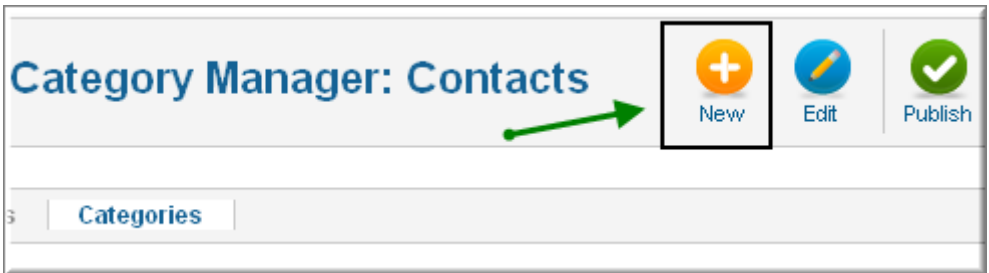 Category Manager: Contacts
New
Edit
Publish
s
Categories